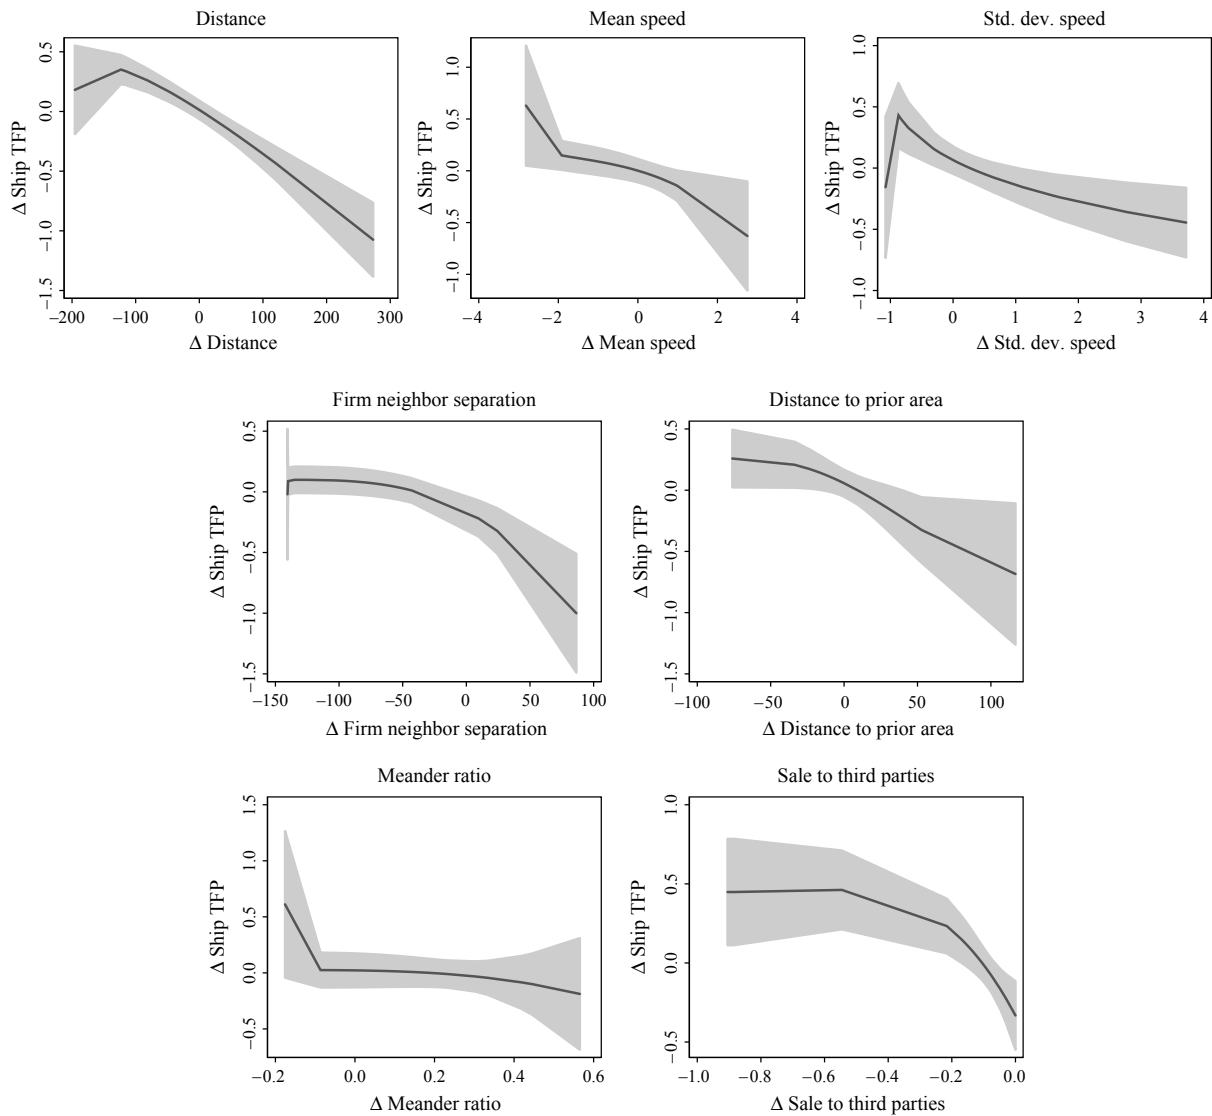 Distance
Mean speed
Std. dev. speed
0.5
0.0
−0.5
−1.0
−1.5
Δ Ship TFP
−200 −100 0 100 200 300
Δ Distance
1.0
0.5
0.0
−0.5
−1.0
Δ Ship TFP
−4 −2 0 2 4
Δ Mean speed
1.0
0.5
0.0
−0.5
−1.0
Δ Ship TFP
−1 0 1 2 3 4
Δ Std. dev. speed
Firm neighbor separation
Distance to prior area
0.5
0.0
−0.5
−1.0
−1.5
Δ Ship TFP
−150 −100 −50 0 50 100
Δ Firm neighbor separation
0.5
0.0
−0.5
−1.0
−1.5
Δ Ship TFP
−100 −50 0 50 100
Δ Distance to prior area
Meander ratio
Sale to third parties
1.5
1.0
0.5
0.0
−0.5
Δ Ship TFP
−0.2 0.0 0.2 0.4 0.6
Δ Meander ratio
1.0
0.5
0.0
−0.5
Δ Ship TFP
−1.0 −0.8 −0.6 −0.4 −0.2 0.0
Δ Sale to third parties